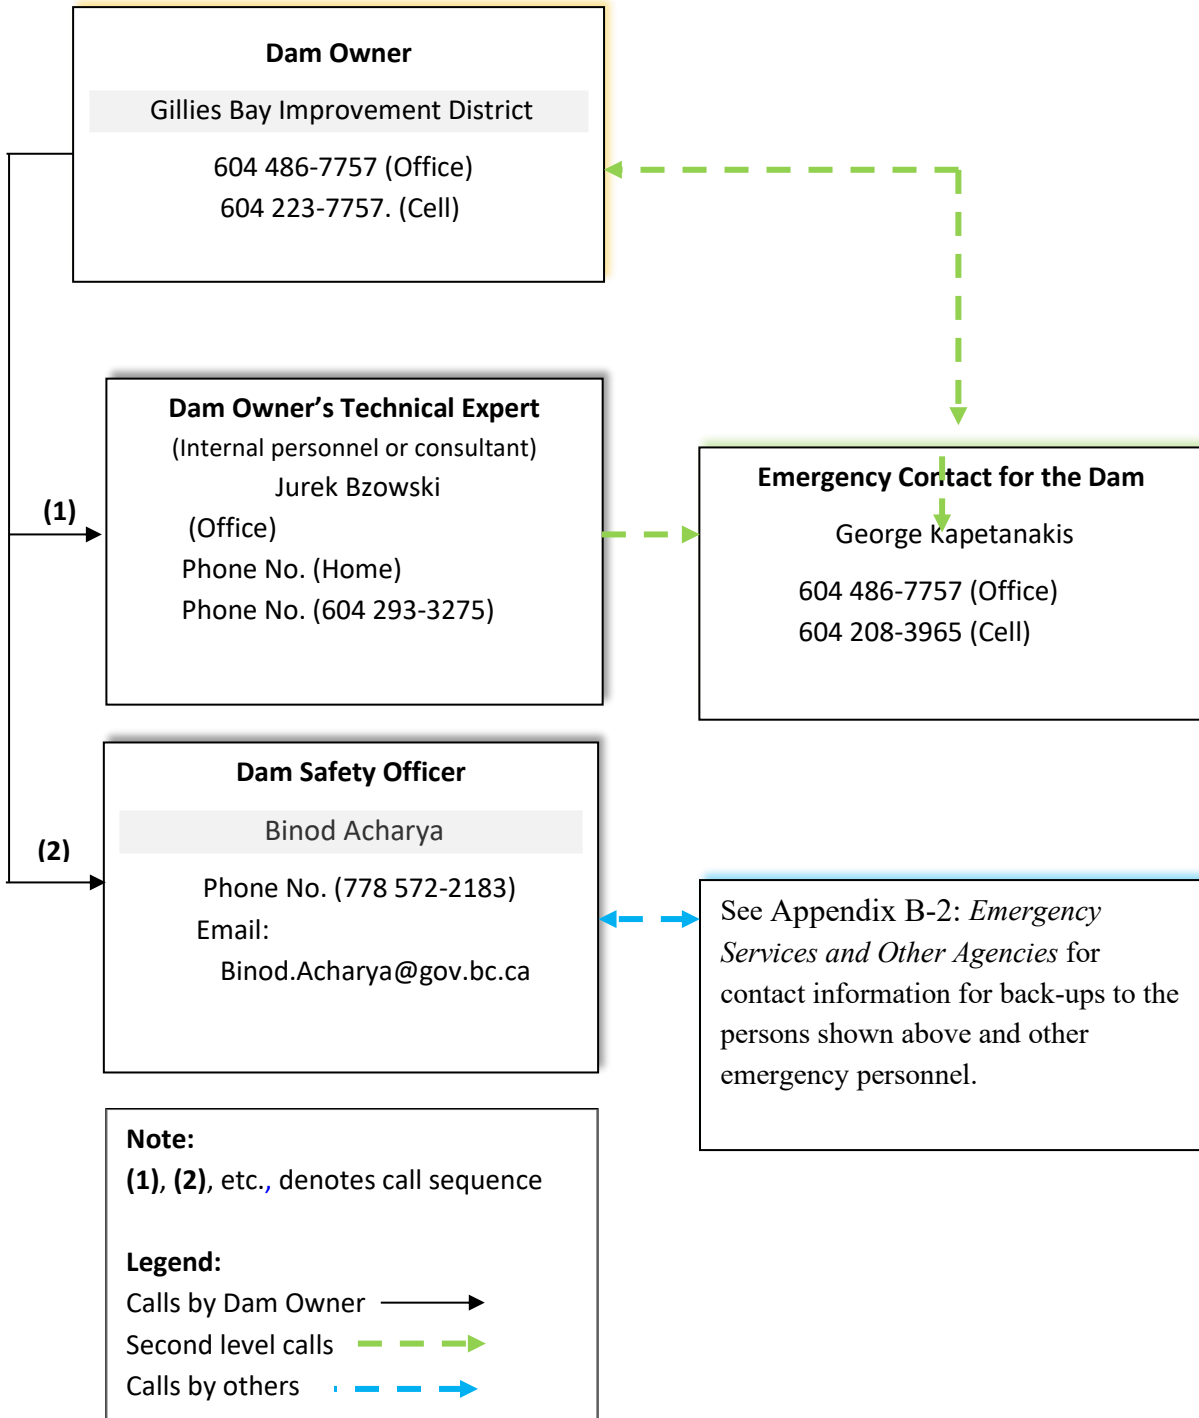 Dam Owner
Gillies Bay Improvement District
604 486-7757 (Office)
604 223-7757. (Cell)
Dam Owner’s Technical Expert
(Internal personnel or consultant)
Jurek Bzowski
(Office)
Phone No. (Home)
Phone No. (604 293-3275)
(1)
Emergency Contact for the Dam
George Kapetanakis
604 486-7757 (Office)
604 208-3965 (Cell)
Dam Safety Officer
Binod Acharya
Phone No. (778 572-2183)
Email:
Binod.Acharya@gov.bc.ca
(2)
See Appendix B-2: Emergency
Services and Other Agencies for
contact information for back-ups to the
persons shown above and other
emergency personnel.
Note:
(1), (2), etc., denotes call sequence
Legend:
Calls by Dam Owner
Second level calls
Calls by others